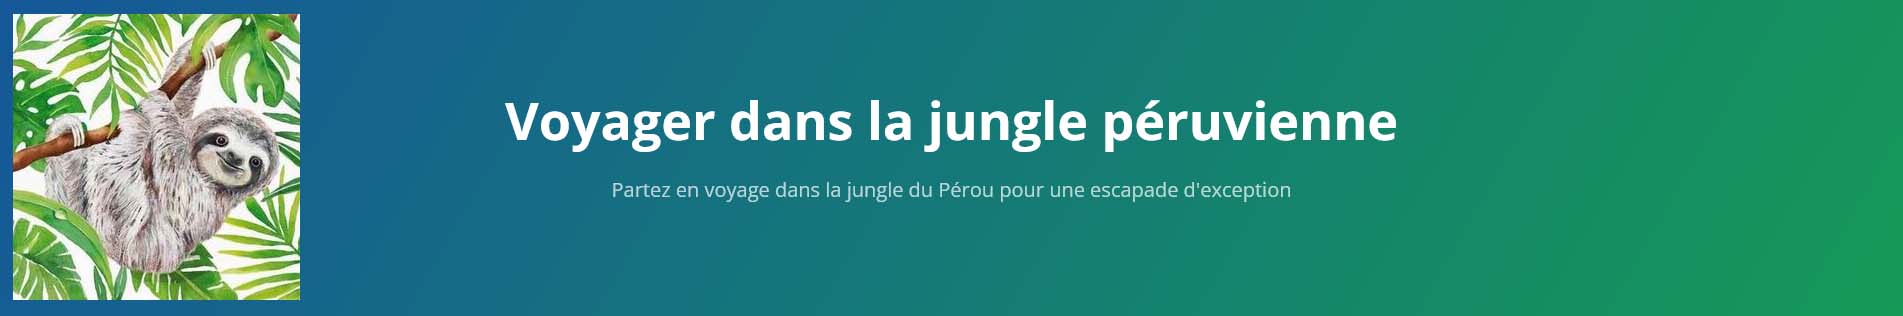 Voyager dans la jungle péruvienne
Partez en voyage dans la jungle du Pérou pour une escapade d'exception